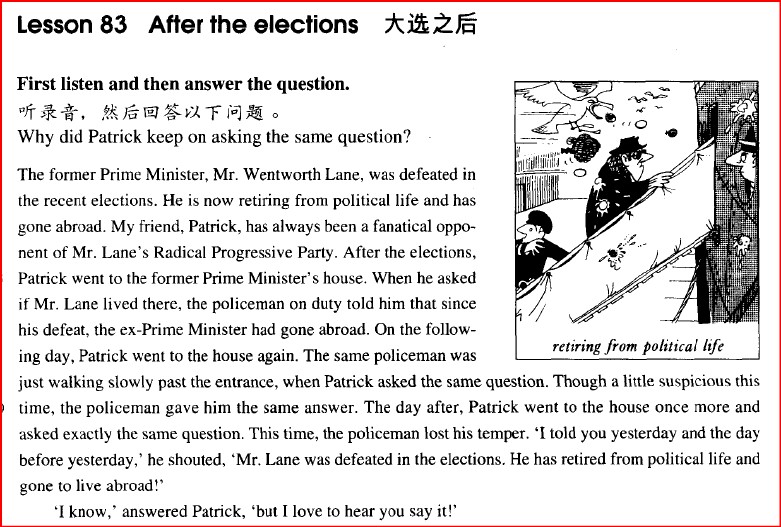 Lesson 83 After the elections 大选之后
First listen and then answer the question.
听录音，然后回答以下问题。
Why did Patrick keep on asking the same question?
The former Prime Minister, Mr. Wentworth Lane, was defeated in
the recent elections. He is now retiring from political life and has
gone abroad. My friend, Patrick, has always been a fanatical oppo-
nent of Mr. Lane's Radical Progressive Party. After the elections,
Patrick went to the former Prime Minister's house. When he asked
if Mr. Lane lived there, the policeman on duty told him that since
his defeat, the ex-Prime Minister had gone abroad. On the follow-
ing day, Patrick went to the house again. The same policeman was
retiring from political life
just walking slowly past the entrance, when Patrick asked the same question. Though a little suspicious this
time, the policeman gave him the same answer. The day after, Patrick went to the house once more and
asked exactly the same question. This time, the policeman lost his temper. 'I told you yesterday and the day
before yesterday,' he shouted, 'Mr. Lane was defeated in the elections. He has retired from political life and
gone to live abroad!'
'I know,' answered Patrick, 'but I love to hear you say it!'